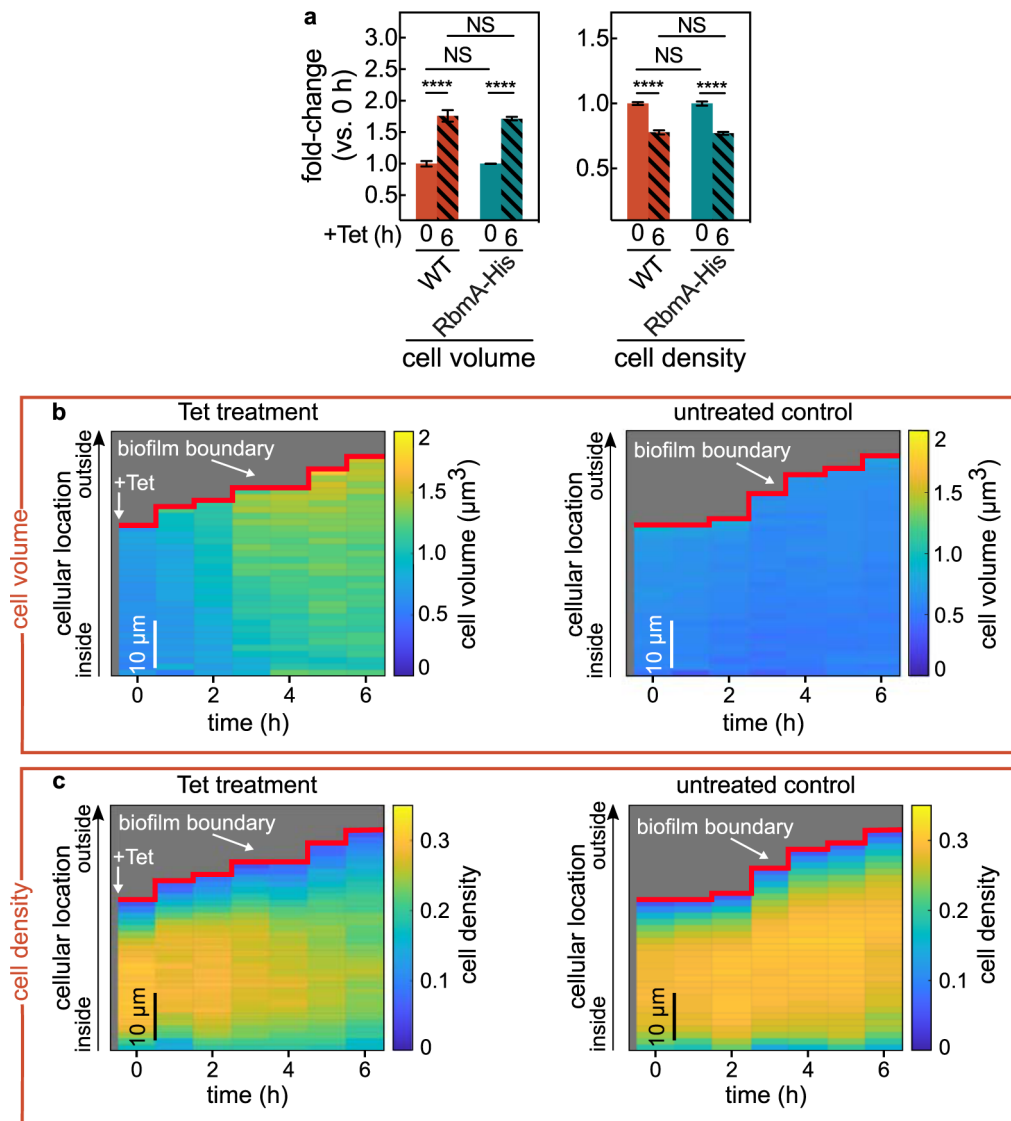 a
fold-change
(vs. 0 h)
3.0
2.5
2.0
1.5
1.0
0.5
NS
NS
****
****
+Tet (h)
0 6 0 6
WT
RbmA-His
cell volume
1.5
1.0
0.5
NS
NS
****
****
0 6 0 6
WT
RbmA-His
cell density
cell volume
b
Tet treatment
cellular location
outside
inside
biofilm boundary
+Tet
10 μm
0 2 4 6
time (h)
2
1.5
1.0
0.5
0
cell volume (μm³)
untreated control
cellular location
outside
inside
biofilm boundary
10 μm
0 2 4 6
time (h)
2
1.5
1.0
0.5
0
cell volume (μm³)
cell density
c
Tet treatment
cellular location
outside
inside
biofilm boundary
+Tet
10 μm
0 2 4 6
time (h)
0.3
0.2
0.1
0
cell density
untreated control
cellular location
outside
inside
biofilm boundary
10 μm
0 2 4 6
time (h)
0.3
0.2
0.1
0
cell density